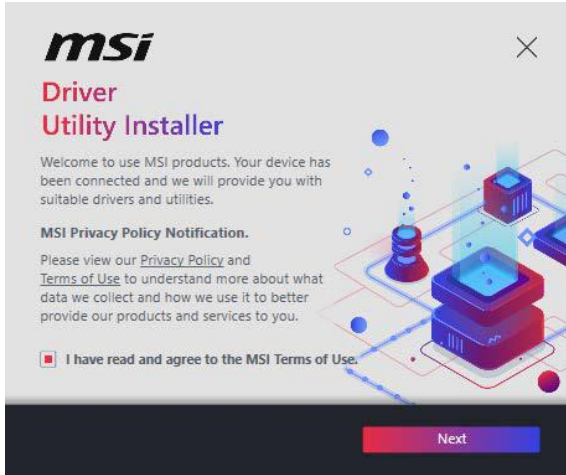 msi
Driver
Utility Installer
Welcome to use MSI products. Your device has
been connected and we will provide you with
suitable drivers and utilities.
MSI Privacy Policy Notification.
Please view our Privacy Policy and
Terms of Use to understand more about what
data we collect and how we use it to better
provide our products and services to you.
I have read and agree to the MSI Terms of Use.
Next